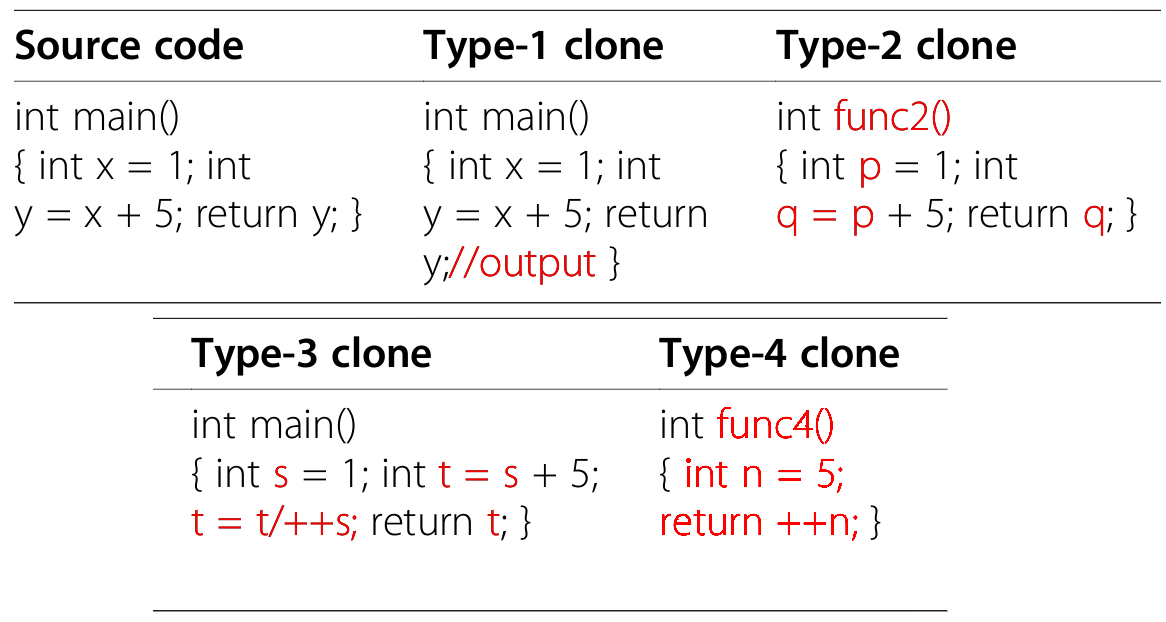 Source code Type-1 clone Type-2 clone
int main() int main() int func2()
{ int x = 1; int { int x = 1; int { int p = 1; int
y = x + 5; return y; } y = x + 5; return q = p + 5; return q; }
y;//output }
Type-3 clone Type-4 clone
int main() int func4()
{ int s = 1; int t = s + 5; { int n = 5;
t = t/++s; return t; } return ++n; }